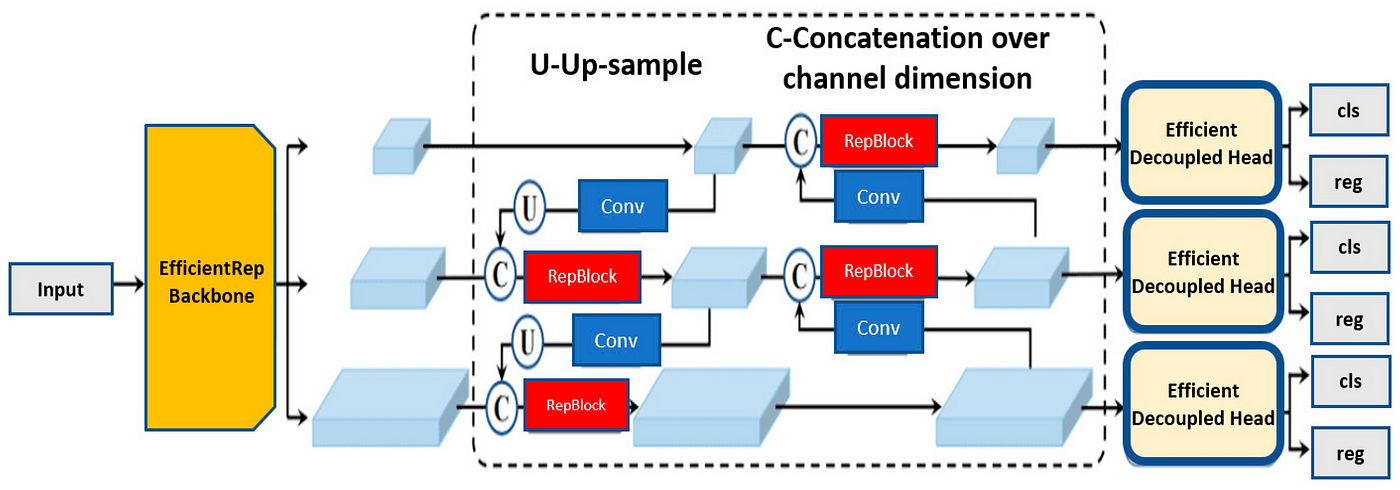 U-Up-sample
C-Concatenation over
channel dimension
Input
EfficientRep
Backbone
C
RepBlock
Conv
U
Conv
C
RepBlock
C
RepBlock
Conv
U
Conv
C
RepBlock
Efficient
Decoupled Head
cls
reg
Efficient
Decoupled Head
cls
reg
Efficient
Decoupled Head
cls
reg